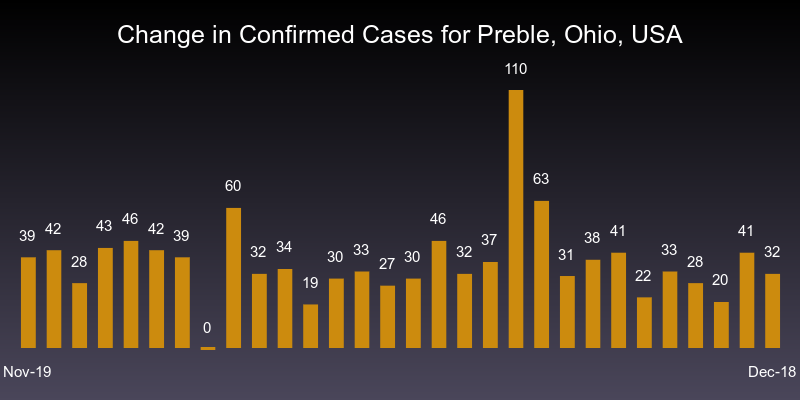 Change in Confirmed Cases for Preble, Ohio, USA
39 42 28 43 46 42 39 0 60 32 34 19 30 33 27 30 46 32 37 110 63 31 38 41 22 33 28 20 41 32
Nov-19 Dec-18